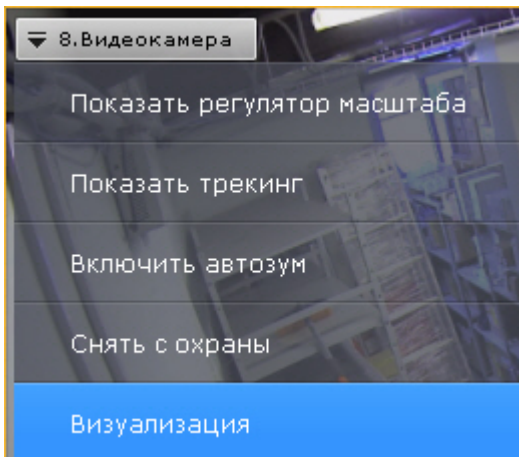 8.Видеокамера
Показать регулятор масштаба
Показать трекинг
Включить автозум
Снять с охраны
Визуализация